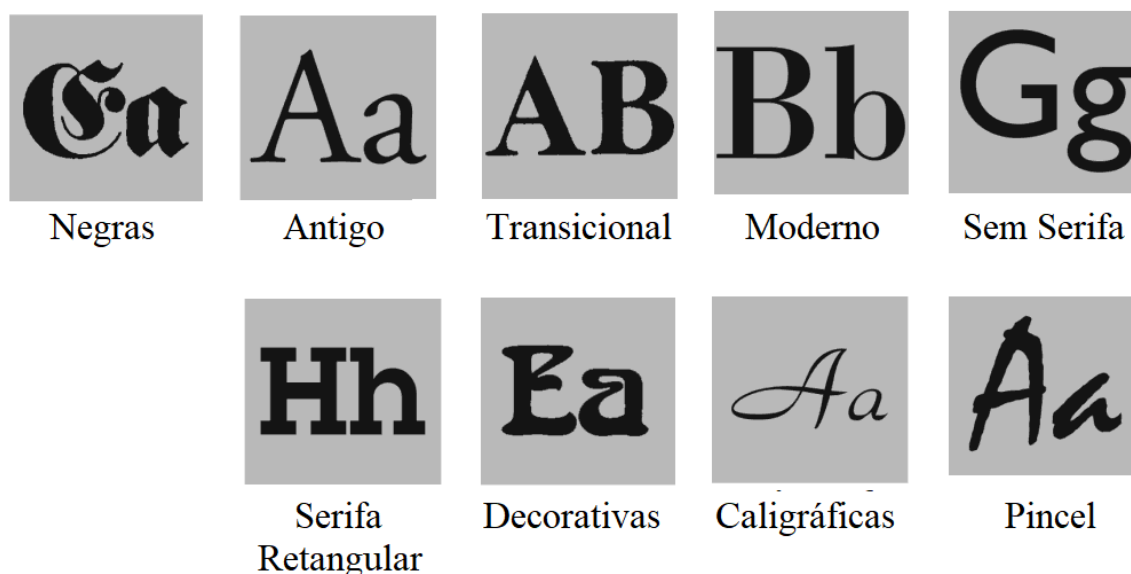 Ea Aa AB Bb Gg
Negras Antigo Transicional Moderno Sem Serifa
Hh Ea Aa Aa
Serifa Retangular Decorativas Caligráficas Pincel